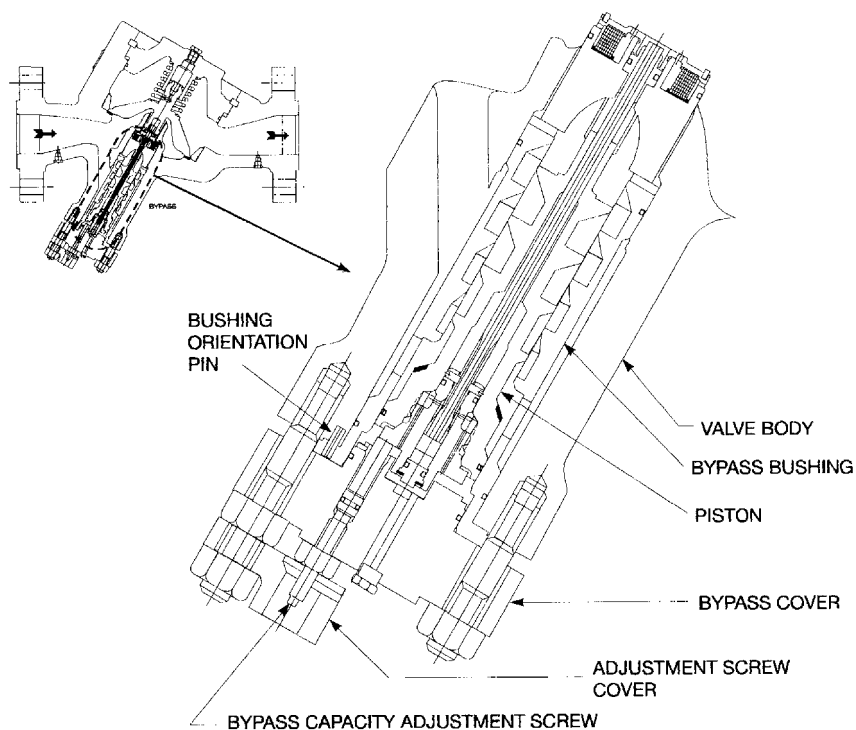 BYPASS
BUSHING
ORIENTATION
PIN
VALVE BODY
BYPASS BUSHING
PISTON
BYPASS COVER
ADJUSTMENT SCREW
COVER
BYPASS CAPACITY ADJUSTMENT SCREW